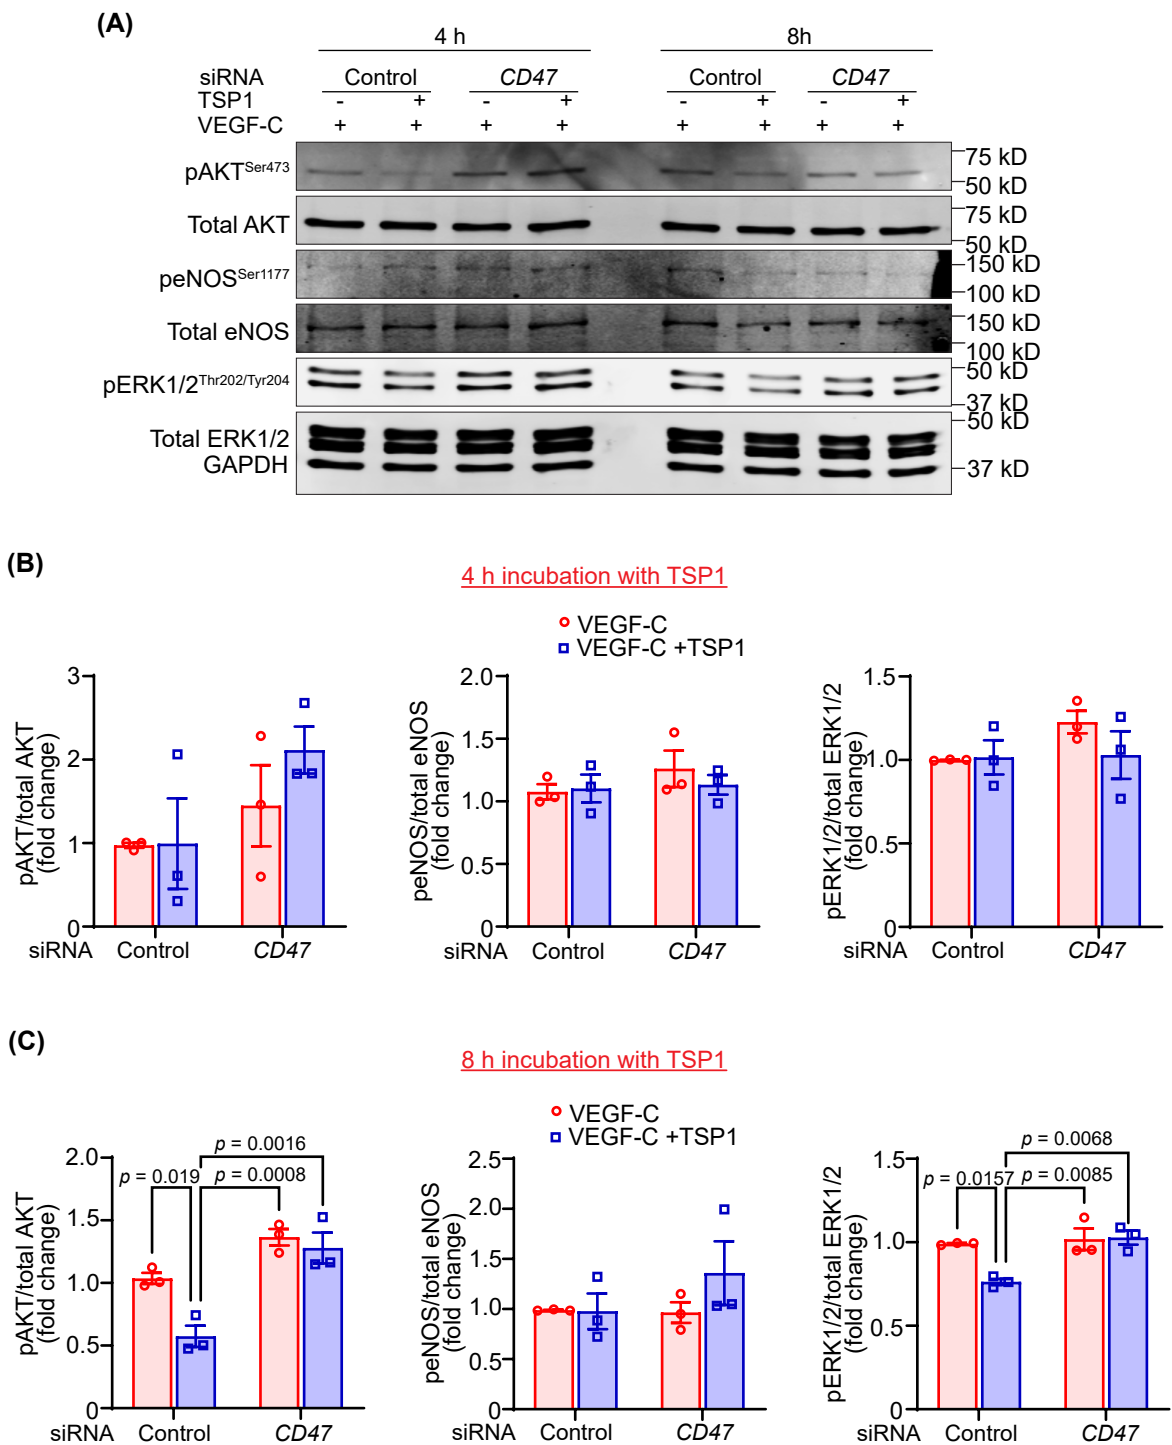 (A)
4 h 8h
siRNA Control CD47 Control CD47
TSP1 - + - + - + - +
VEGF-C + + + + + + + +
pAKTSer473 75 kD
50 kD
Total AKT 75 kD
50 kD
peNOSSer1177 150 kD
100 kD
Total eNOS 150 kD
100 kD
pERK1/2Thr202/Tyr204 50 kD
37 kD
Total ERK1/2 50 kD
GAPDH 37 kD
(B)
4 h incubation with TSP1
VEGF-C
VEGF-C +TSP1
pAKT/total AKT
(fold change)
3
2
1
0
siRNA Control CD47
peNOS/total eNOS
(fold change)
2.0
1.5
1.0
0.5
0
siRNA Control CD47
pERK1/2/total ERK1/2
(fold change)
1.5
1.0
0.5
0
siRNA Control CD47
(C)
8 h incubation with TSP1
VEGF-C
VEGF-C +TSP1
pAKT/total AKT
(fold change)
2.0
1.5
1.0
0.5
0
p = 0.0016
p = 0.019 p = 0.0008
siRNA Control CD47
peNOS/total eNOS
(fold change)
2.5
2.0
1.5
1.0
0.5
0
siRNA Control CD47
pERK1/2/total ERK1/2
(fold change)
1.5
1.0
0.5
0
p = 0.0068
p = 0.0157 p = 0.0085
siRNA Control CD47